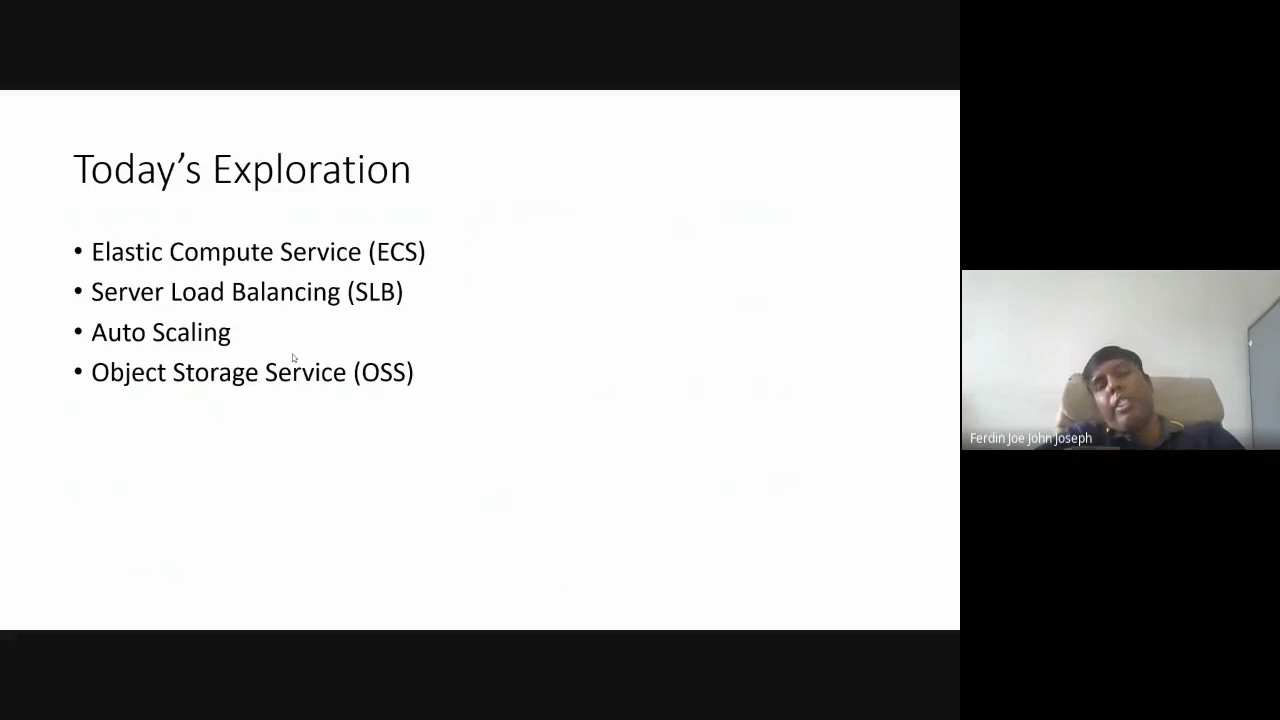 Today’s Exploration
• Elastic Compute Service (ECS)
• Server Load Balancing (SLB)
• Auto Scaling
• Object Storage Service (OSS)
Ferdin Joe John Joseph